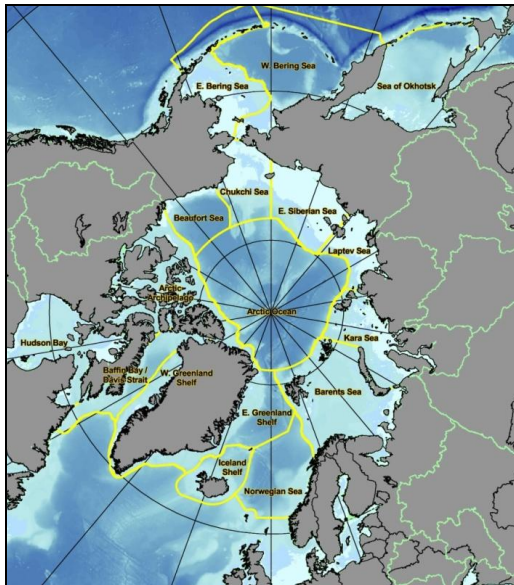 W. Bering Sea
E. Bering Sea
Sea of Okhotsk
Chukchi Sea
Beaufort Sea
E. Siberian Sea
Laptev Sea
Arctic
Archipelago
Arctic Ocean
Hudson Bay
Kara Sea
Baffin Bay /
Davis Strait
W. Greenland
Shelf
Barents Sea
E. Greenland
Shelf
Iceland
Shelf
Norwegian Sea